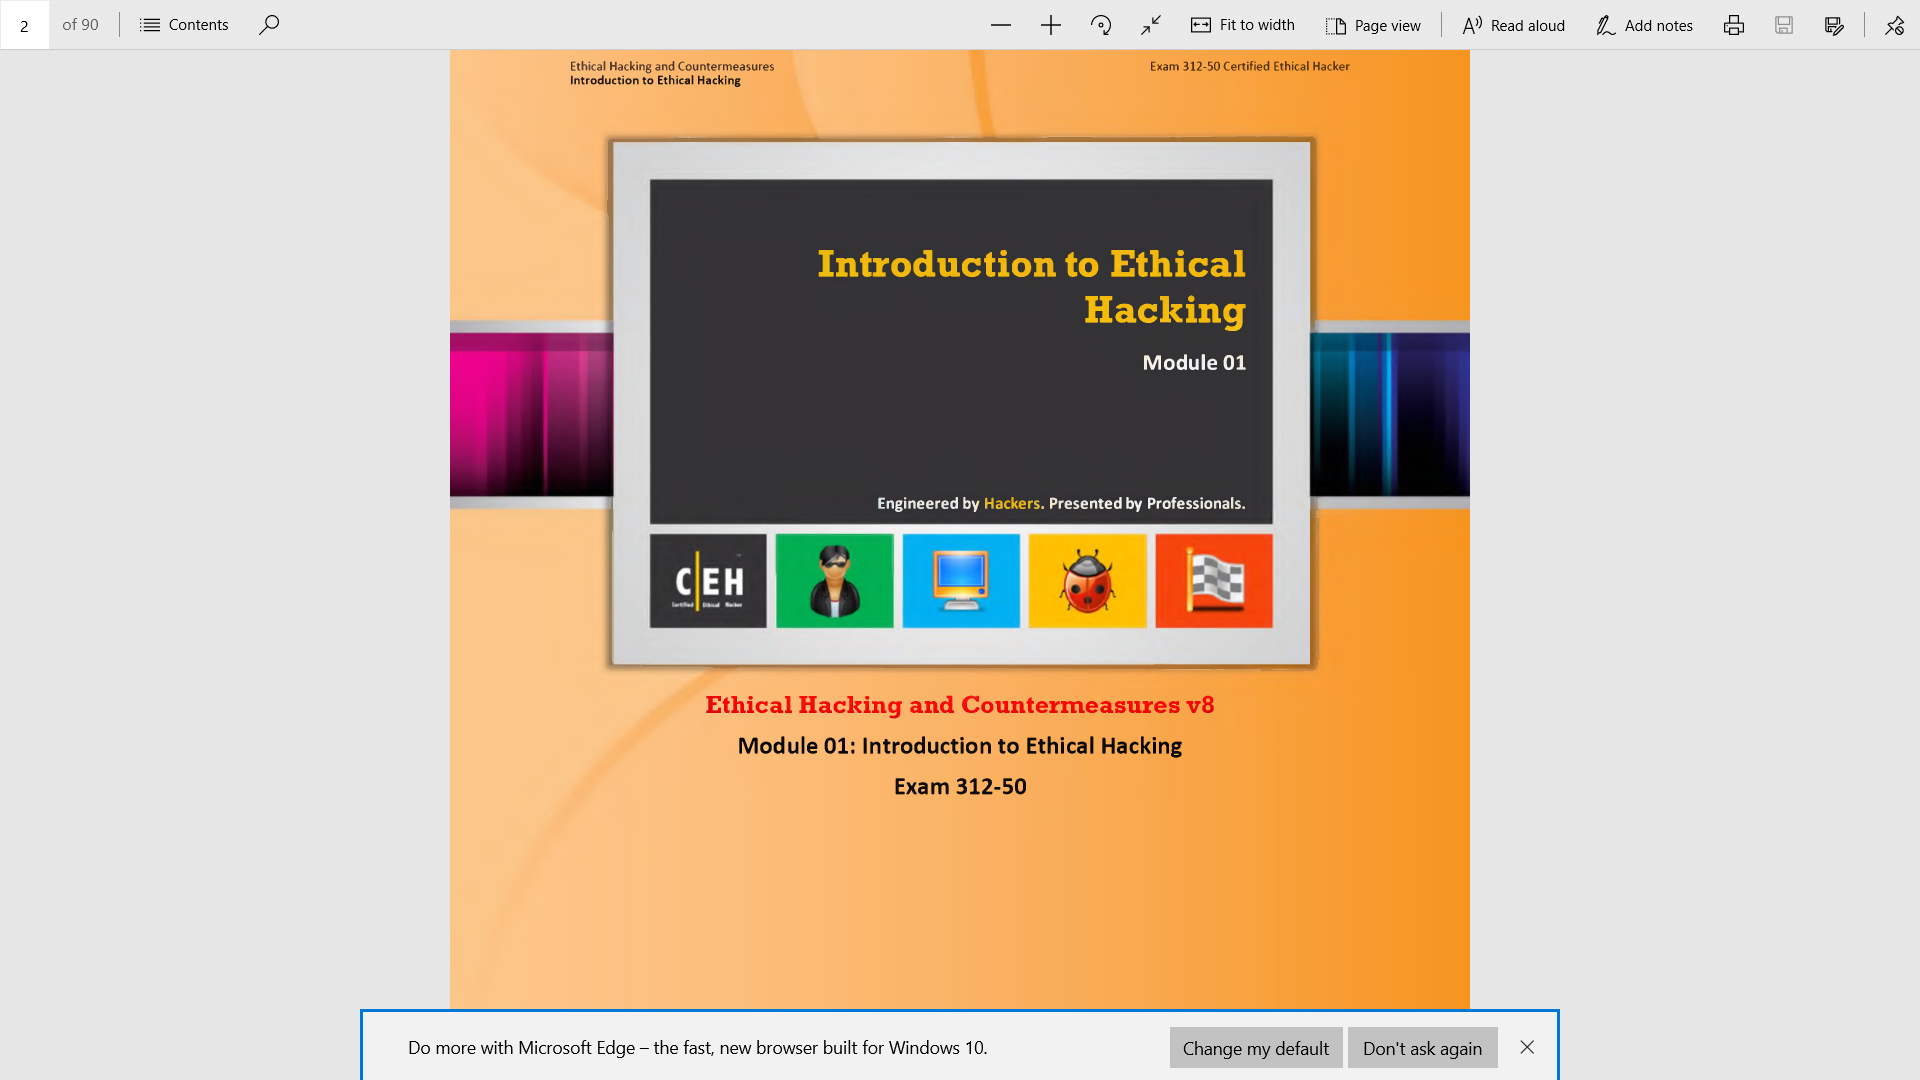 2 of 90 Contents Fit to width Page view Read aloud Add notes
Ethical Hacking and Countermeasures Exam 312-50 Certified Ethical Hacker
Introduction to Ethical Hacking
Introduction to Ethical
Hacking
Module 01
Engineered by Hackers. Presented by Professionals.
C EH
Certified Ethical Hacker
Ethical Hacking and Countermeasures v8
Module 01: Introduction to Ethical Hacking
Exam 312-50
Do more with Microsoft Edge – the fast, new browser built for Windows 10. Change my default Don't ask again